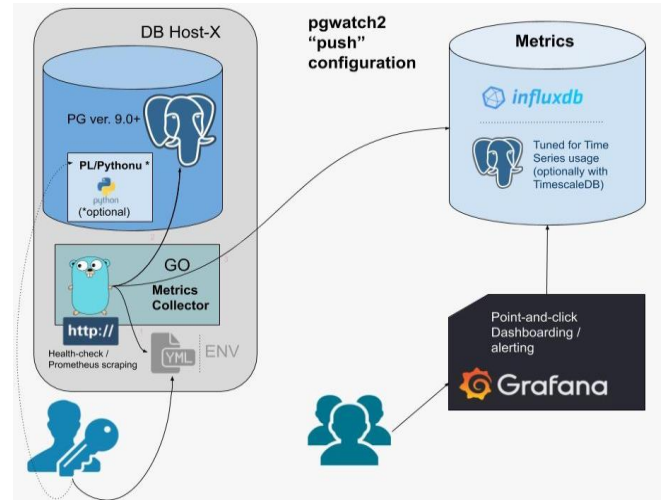 DB Host-X
PG ver. 9.0+
PL/Pythonu *
python
(*optional)
GO
Metrics
Collector
http://
Health-check /
Prometheus scraping
YML
ENV
pgwatch2
“push”
configuration
Metrics
influxdb
Tuned for Time
Series usage
(optionally with
TimescaleDB)
Point-and-click
Dashboarding /
alerting
Grafana